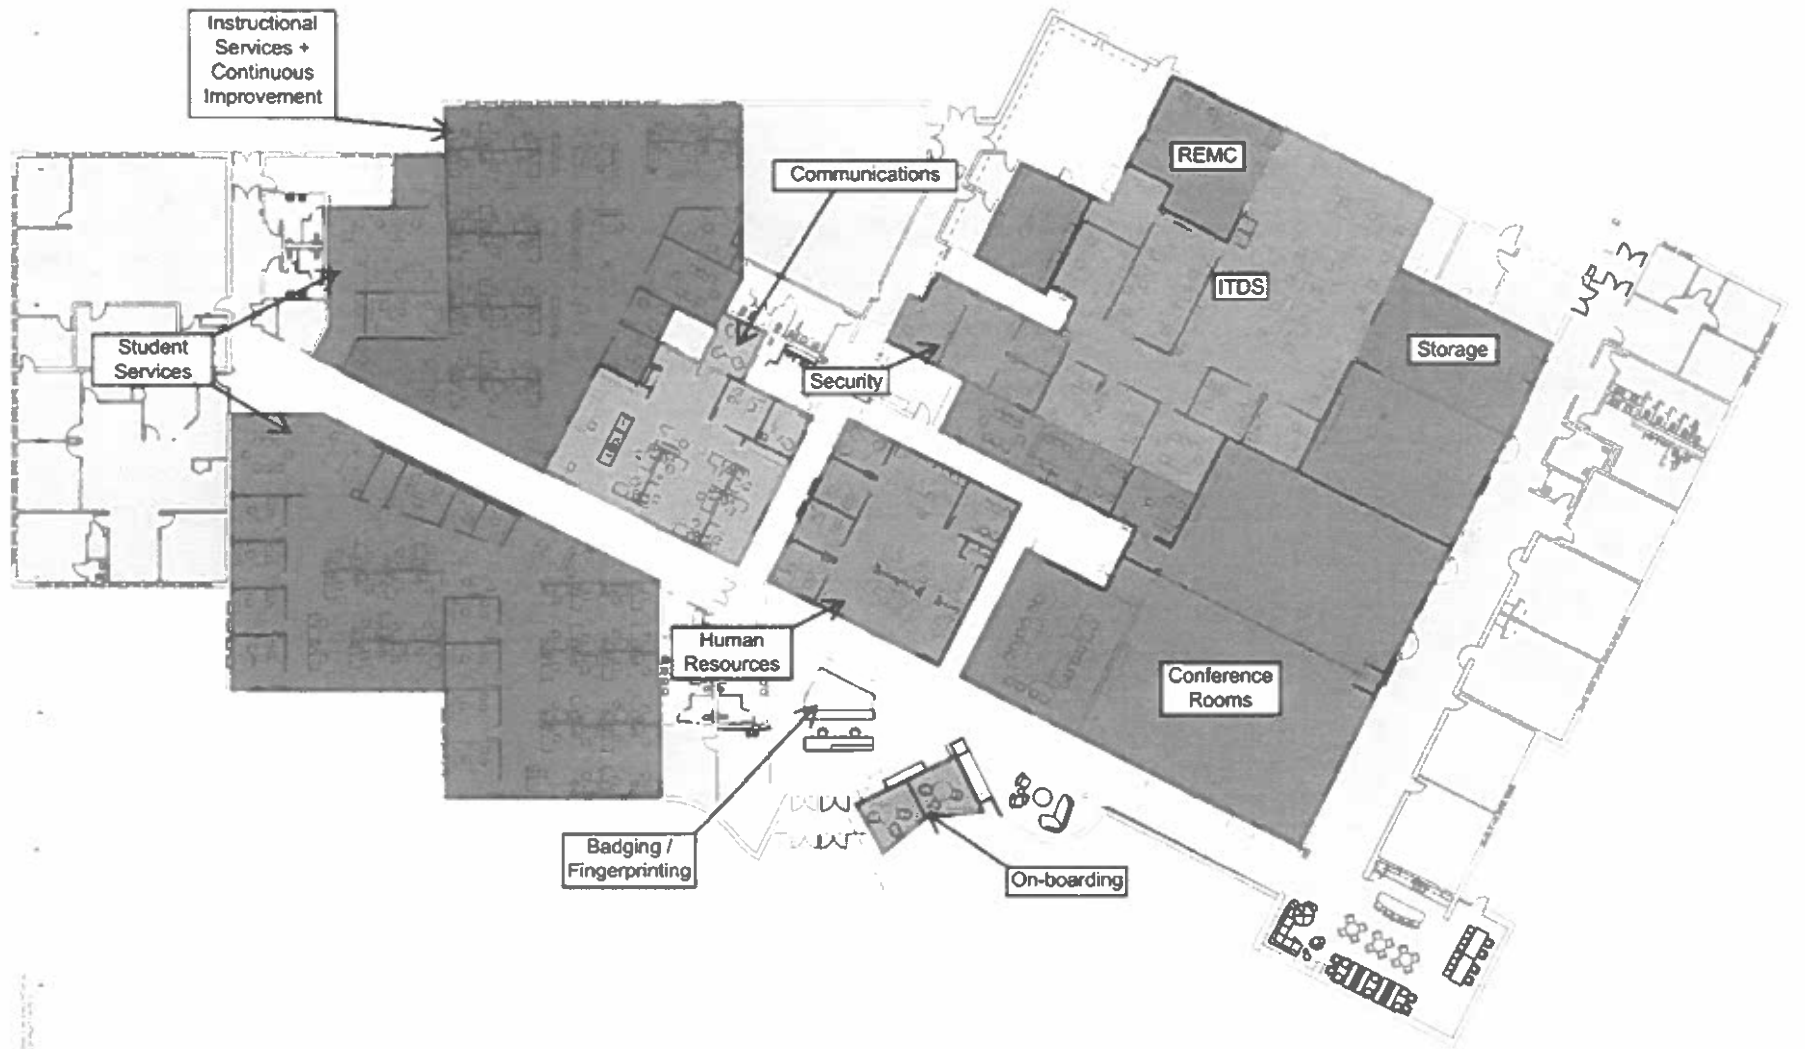 Instructional
Services +
Continuous
Improvement
Communications
REMC
ITDS
Student
Services
Security
Storage
Human
Resources
Conference
Rooms
Badging /
Fingerprinting
On-boarding